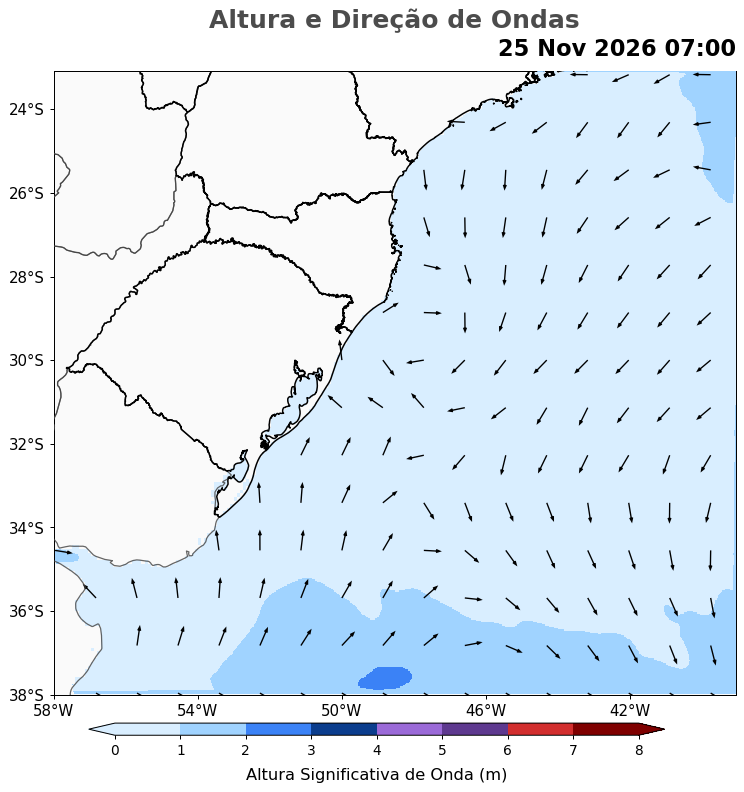 Altura e Direção de Ondas
25 Nov 2026 07:00
24°S
26°S
28°S
30°S
32°S
34°S
36°S
38°S
58°W 54°W 50°W 46°W 42°W
0 1 2 3 4 5 6 7 8
Altura Significativa de Onda (m)